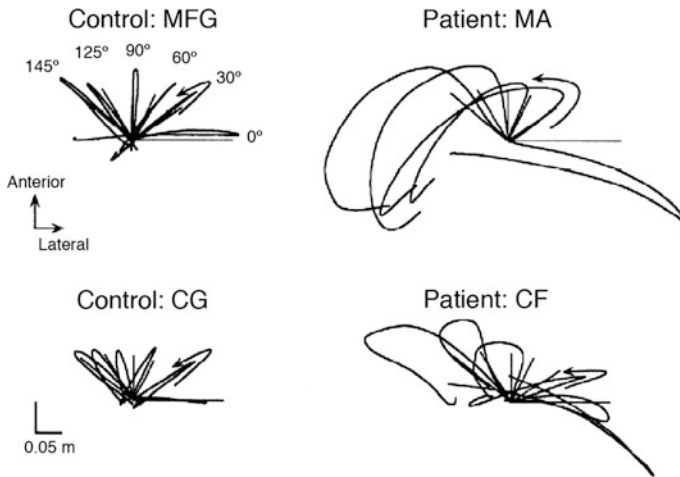 Control: MFG
Patient: MA
145º
125º
90º
60º
30º
0º
Anterior
Lateral
Control: CG
Patient: CF
0.05 m